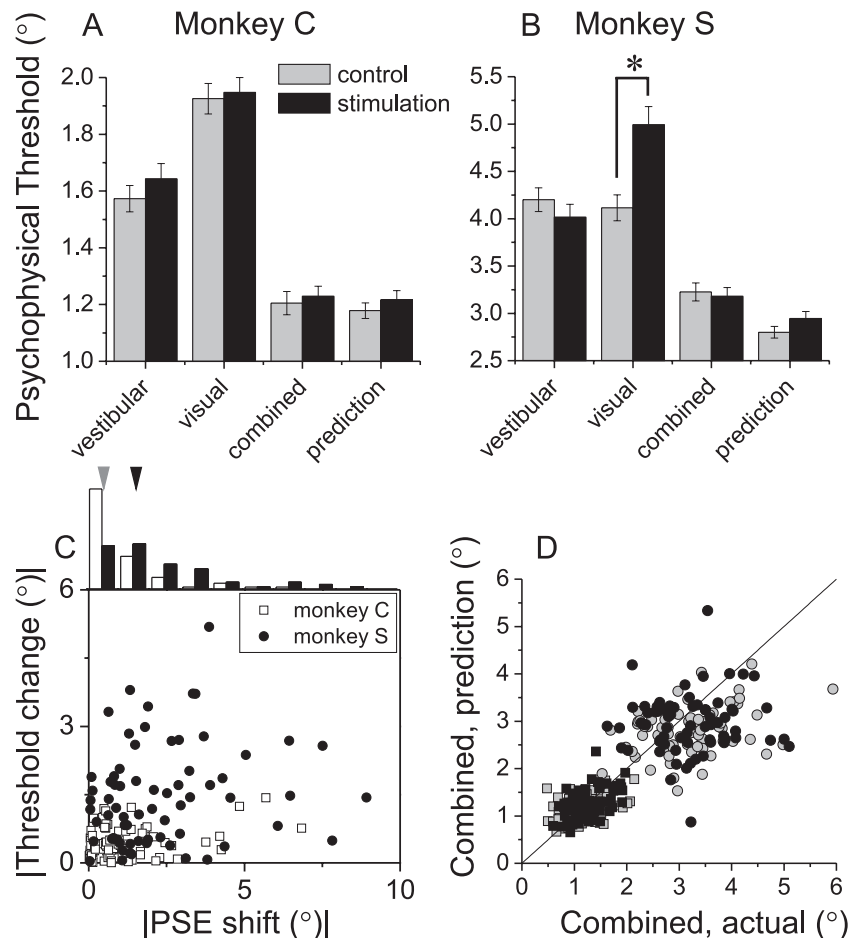 A Monkey C
B Monkey S
Psychophysical Threshold (°)
control
stimulation
2.0
1.8
1.6
1.4
1.2
1.0
vestibular
visual
combined
prediction
*
5.5
5.0
4.5
4.0
3.5
3.0
2.5
vestibular
visual
combined
prediction
C
|Threshold change (°)|
6
3
0
monkey C
monkey S
0
5
10
|PSE shift (°)|
D
Combined, prediction (°)
6
5
4
3
2
1
0
0
1
2
3
4
5
6
Combined, actual (°)